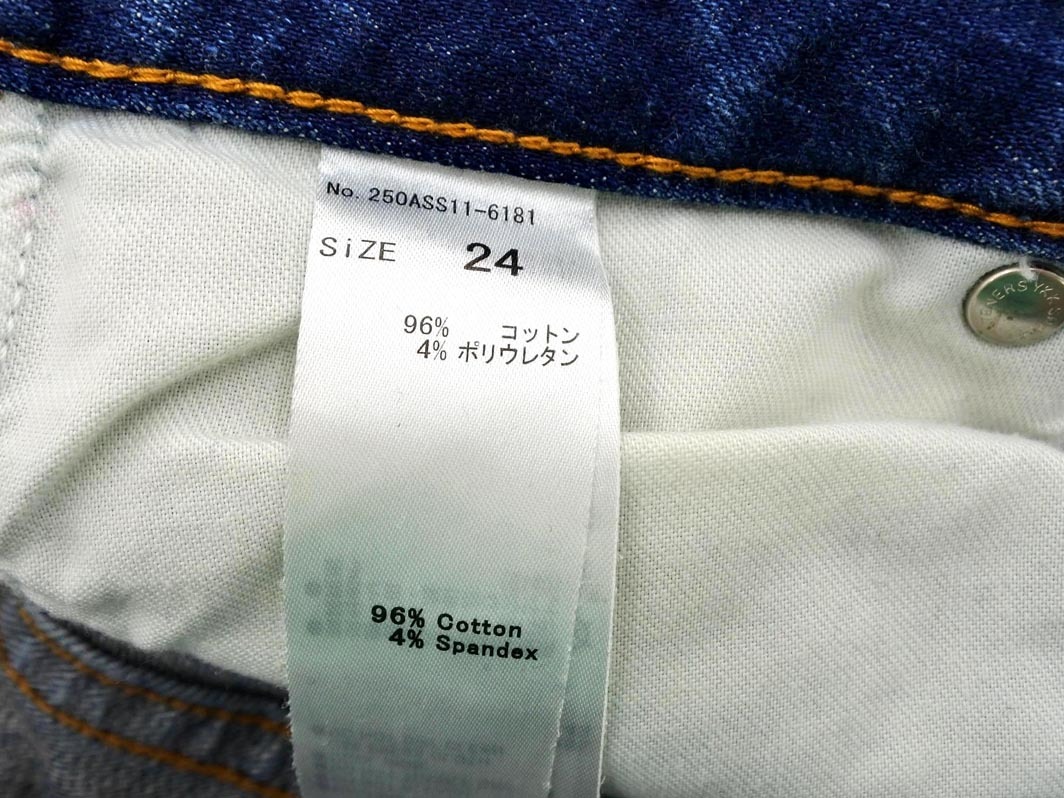 No. 250ASS11-6181
SiZE 24
96% コットン
4% ポリウレタン
96% Cotton
4% Spandex